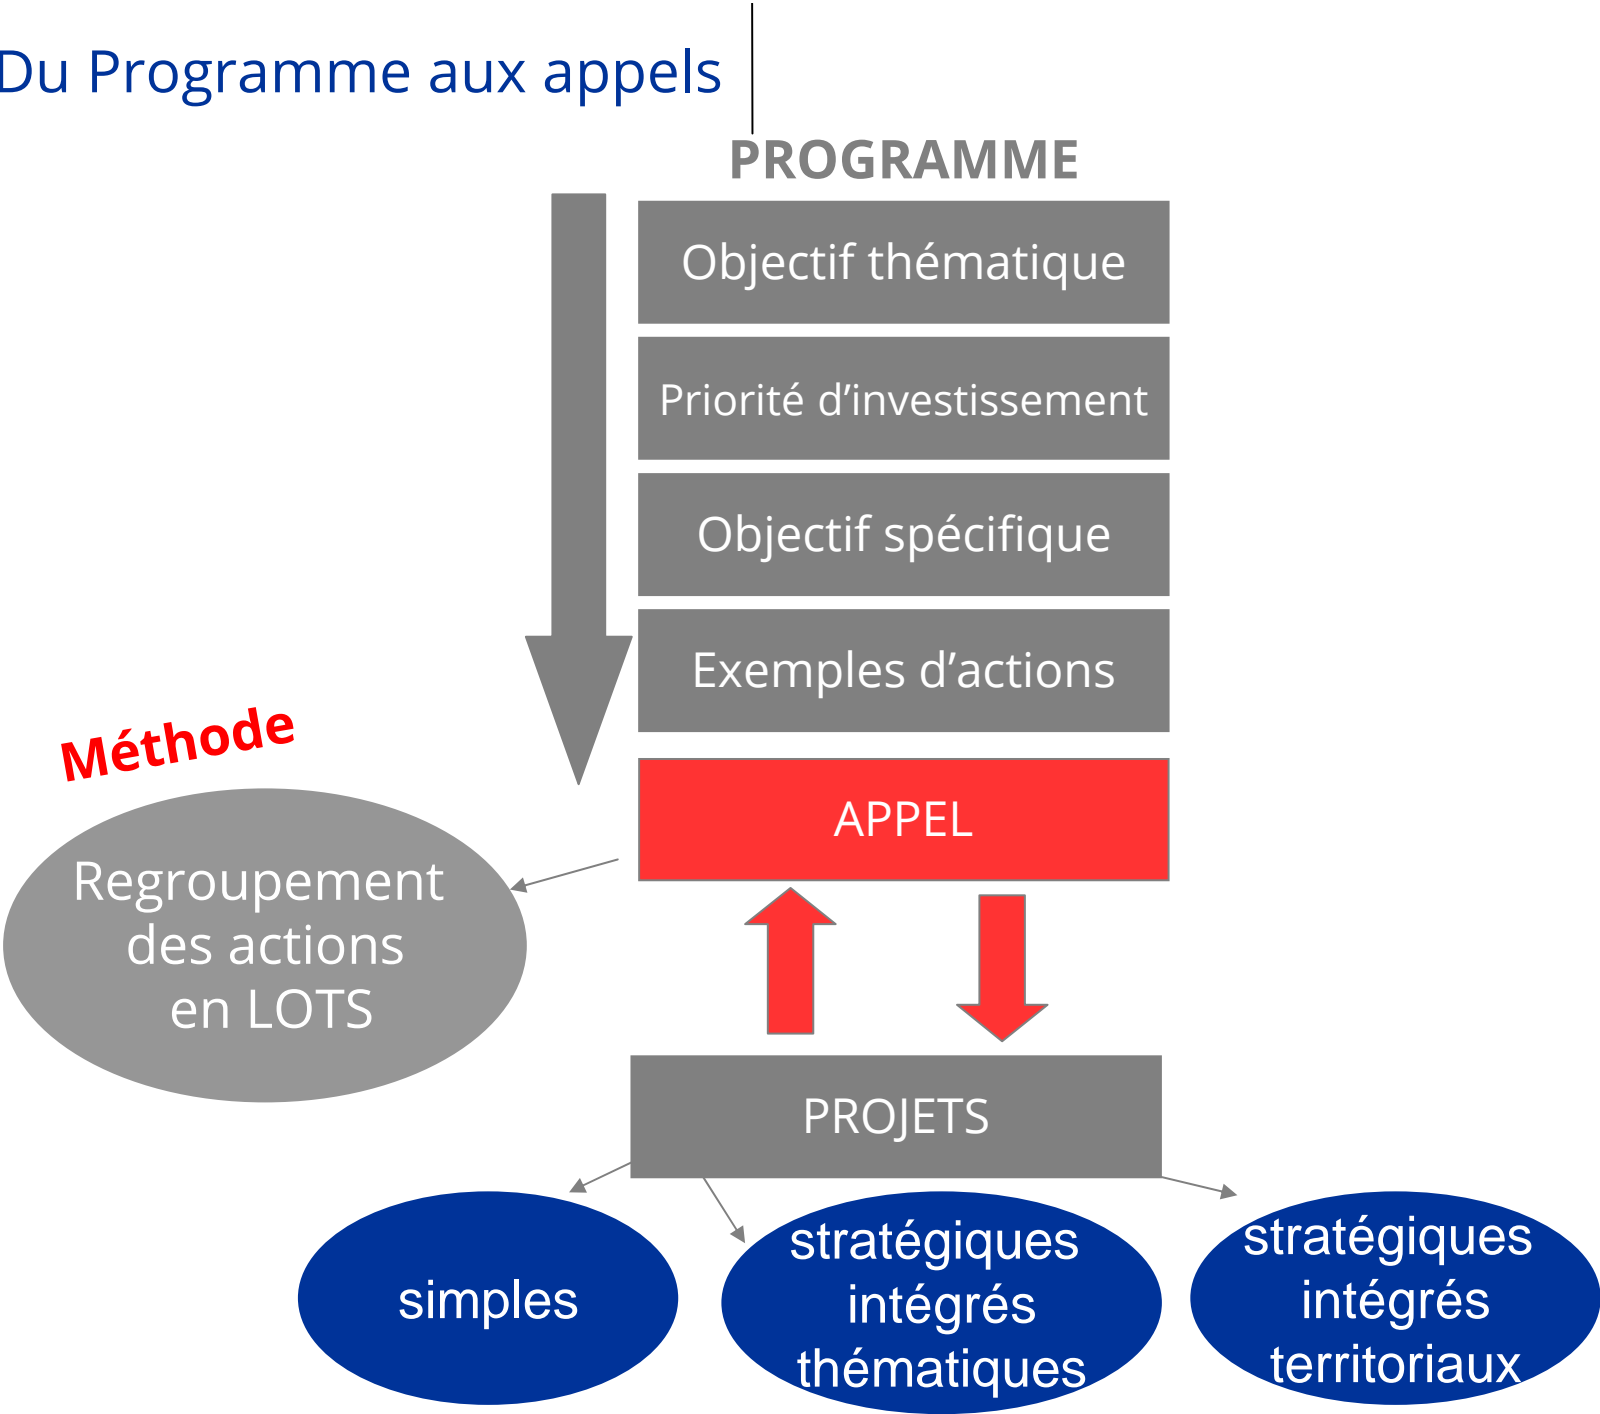 Du Programme aux appels
PROGRAMME
Objectif thématique
Priorité d’investissement
Objectif spécifique
Exemples d’actions
Méthode
APPEL
Regroupement
des actions
en LOTS
PROJETS
simples
stratégiques
intégrés
thématiques
stratégiques
intégrés
territoriaux